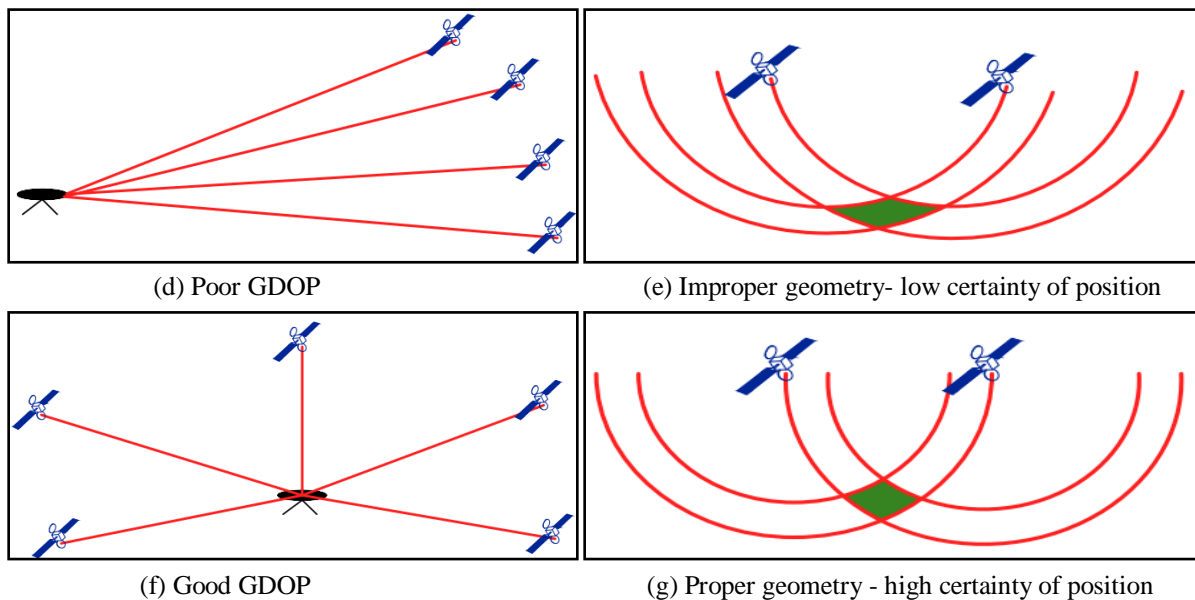 (d) Poor GDOP
(e) Improper geometry- low certainty of position
(f) Good GDOP
(g) Proper geometry - high certainty of position